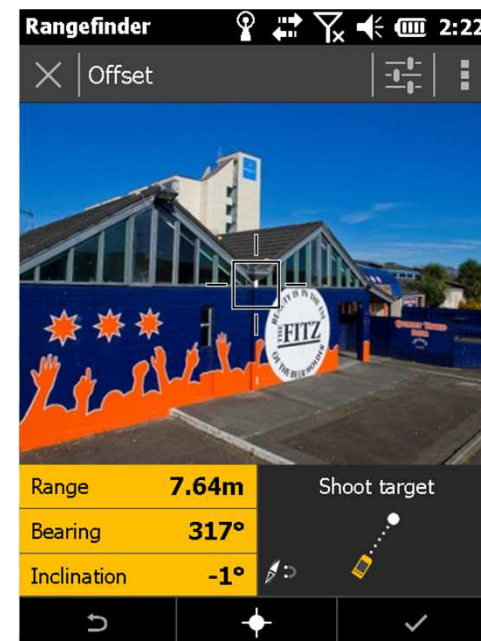 Rangefinder 2:22
Offset
BEAUTY IS IN THE EYE
THE FITZ
OF THE BEER HOLDER
Range 7.64m
Shoot target
Bearing 317°
Inclination -1°